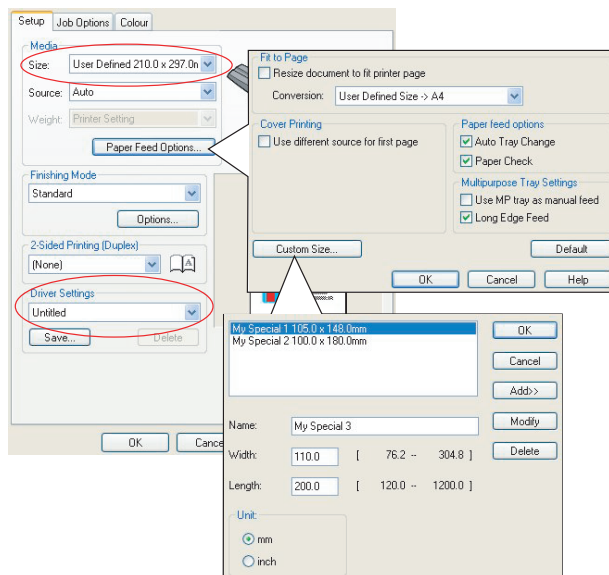 Setup Job Options Colour
Media
Size: User Defined 210.0 x 297.0n
Source: Auto
Weight: Printer Setting
Paper Feed Options...
Finishing Mode
Standard
Options...
2-Sided Printing (Duplex)
(None)
A
Driver Settings
Untitled
Save... Delete
OK Cance
Fit to Page
Resize document to fit printer page
Conversion: User Defined Size -> A4
Cover Printing
Use different source for first page
Paper feed options
Auto Tray Change
Paper Check
Multipurpose Tray Settings
Use MP tray as manual feed
Long Edge Feed
Custom Size... Default
OK Cancel Help
My Special 1 105.0 x 148.0mm
My Special 2 100.0 x 180.0mm
OK
Cancel
Add>>
Modify
Delete
Name: My Special 3
Width: 110.0 [ 76.2 -- 304.8 ]
Length: 200.0 [ 120.0 -- 1200.0 ]
Unit:
mm
inch